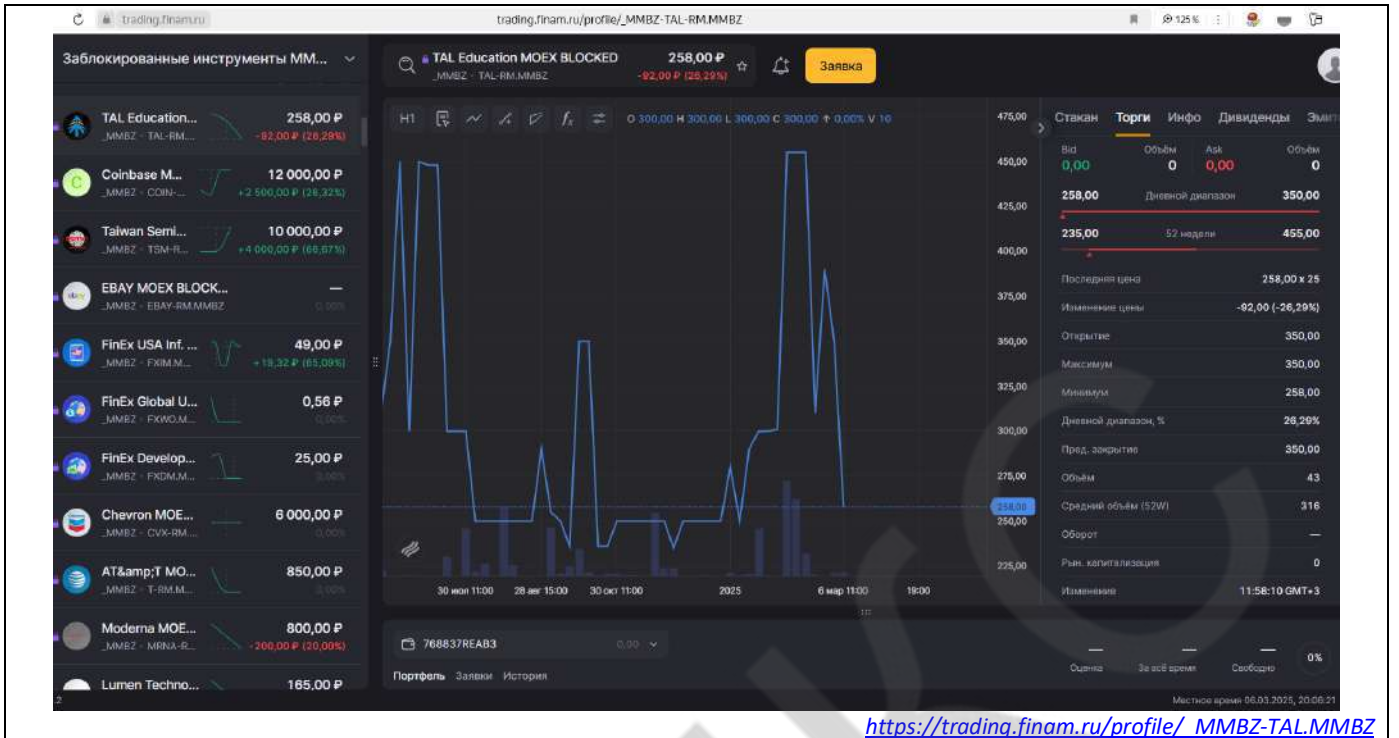 trading.finam.ru
trading.finam.ru/profile/_MMBZ-TAL-RM.MMBZ
125 %
Заблокированные инструменты ММ...
TAL Education MOEX BLOCKED
_MMBZ · TAL-RM.MMBZ
258,00 ₽
-92,00 ₽ (26,29%)
Заявка
TAL Education...
258,00 ₽
_MMBZ · TAL-RM....
-92,00 ₽ (26,29%)
Coinbase M...
12 000,00 ₽
_MMBZ · COIN-...
+2 500,00 ₽ (26,32%)
Taiwan Semi...
10 000,00 ₽
_MMBZ · TSM-R...
+4 000,00 ₽ (66,67%)
EBAY MOEX BLOCK...
—
_MMBZ · EBAY-RM.MMBZ
0,00%
FinEx USA Inf. ...
49,00 ₽
_MMBZ · FXIM.M...
+19,32 ₽ (65,09%)
FinEx Global U...
0,56 ₽
_MMBZ · FXWO.M...
0,00%
FinEx Develop...
25,00 ₽
_MMBZ · FXDM.M...
0,00%
Chevron MOE...
6 000,00 ₽
_MMBZ · CVX-RM....
0,00%
AT&amp;T MO...
850,00 ₽
_MMBZ · T-RM.M...
0,00%
Moderna MOE...
800,00 ₽
_MMBZ · MRNA-R...
-200,00 ₽ (20,00%)
Lumen Techno...
165,00 ₽
H1
O 300,00 H 300,00 L 300,00 C 300,00 0,00% V 10
475,00
450,00
425,00
400,00
375,00
350,00
325,00
300,00
275,00
258,00
250,00
225,00
30 июл 11:00 28 авг 15:00 30 окт 11:00 2025 6 мар 11:00 19:00
Стакан Торги Инфо Дивиденды
Bid Объём Ask Объём
0,00 0 0,00 0
258,00 Дневной диапазон 350,00
235,00 52 недели 455,00
Последняя цена 258,00 x 25
Изменение цены -92,00 (-26,29%)
Открытие 350,00
Максимум 350,00
Минимум 258,00
Дневной диапазон, % 26,29%
Пред. закрытие 350,00
Объём 43
Средний объём (52W) 316
Оборот —
Рын. капитализация 0
Изменение 11:58:10 GMT+3
768837REAB3 0,00
Портфель Заявки История
— — —
Оценка За всё время Свободно
0%
Местное время 06.03.2025, 20:06:21
https://trading.finam.ru/profile/_MMBZ-TAL.MMBZ